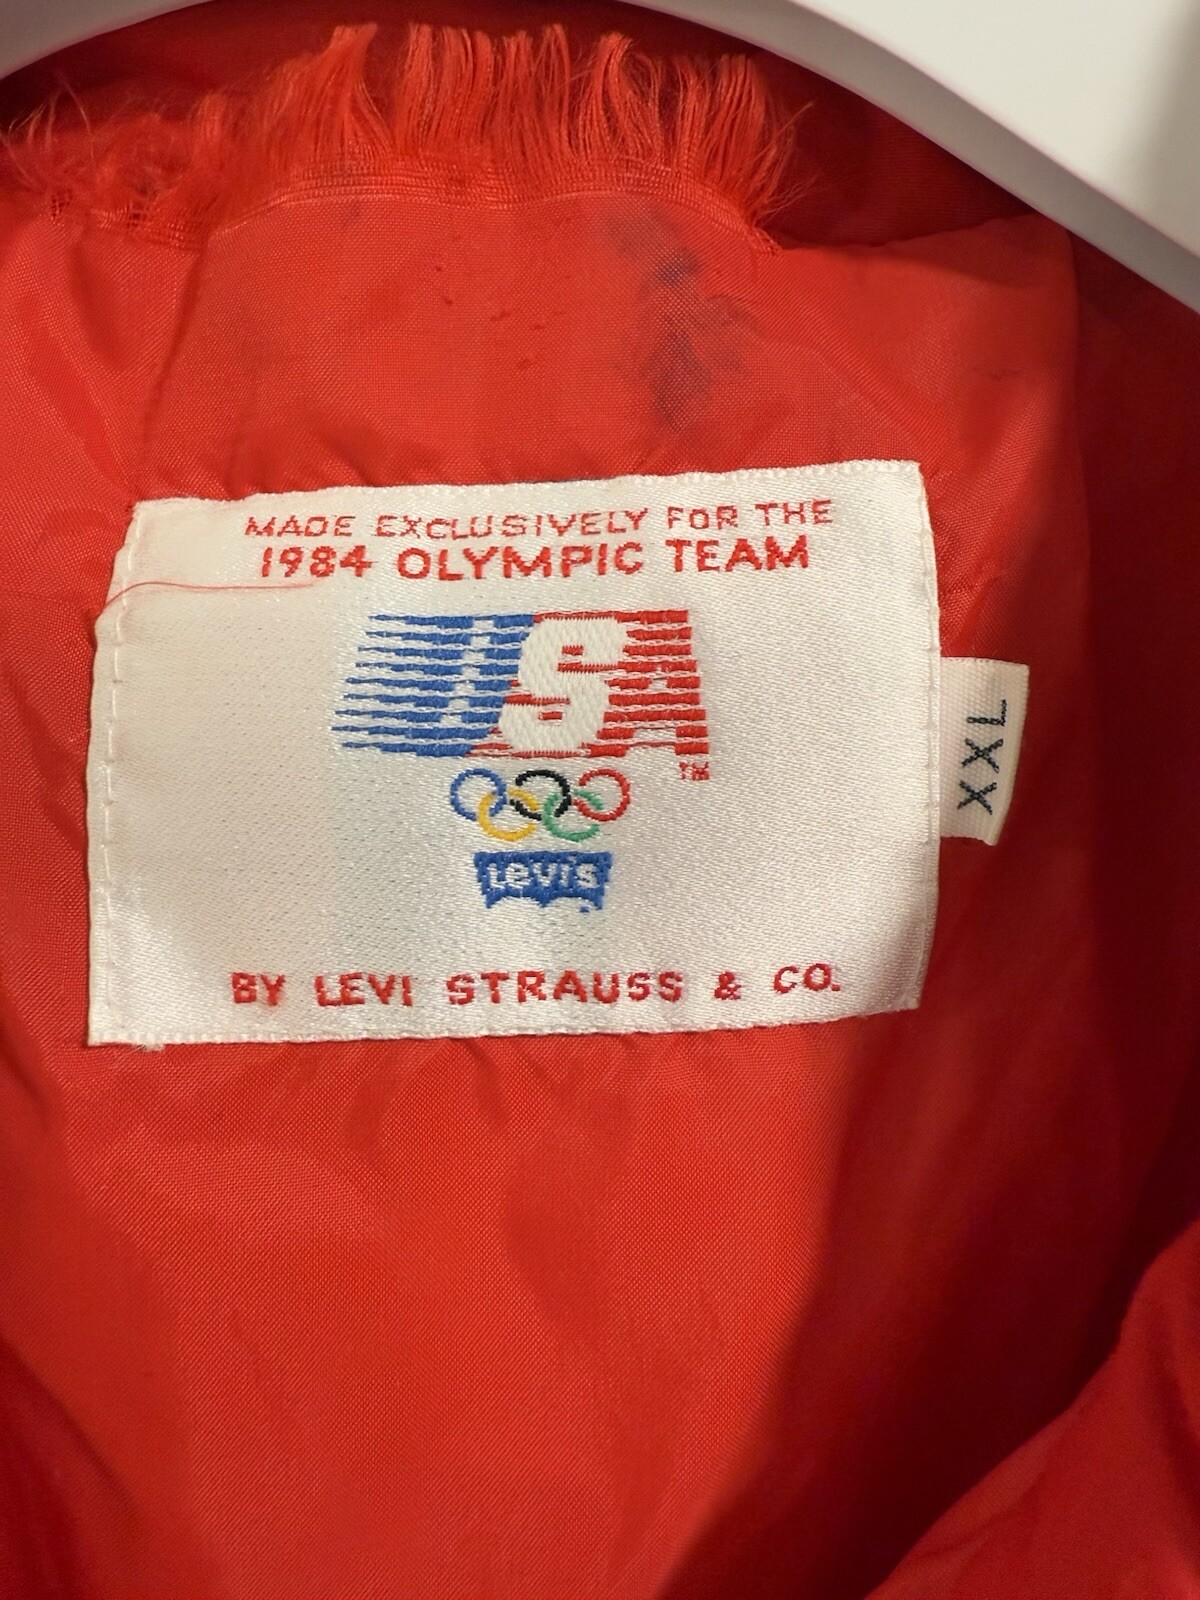 MADE EXCLUSIVELY FOR THE
1984 OLYMPIC TEAM
USA
TM
Levi's
BY LEVI STRAUSS & CO.
XXL